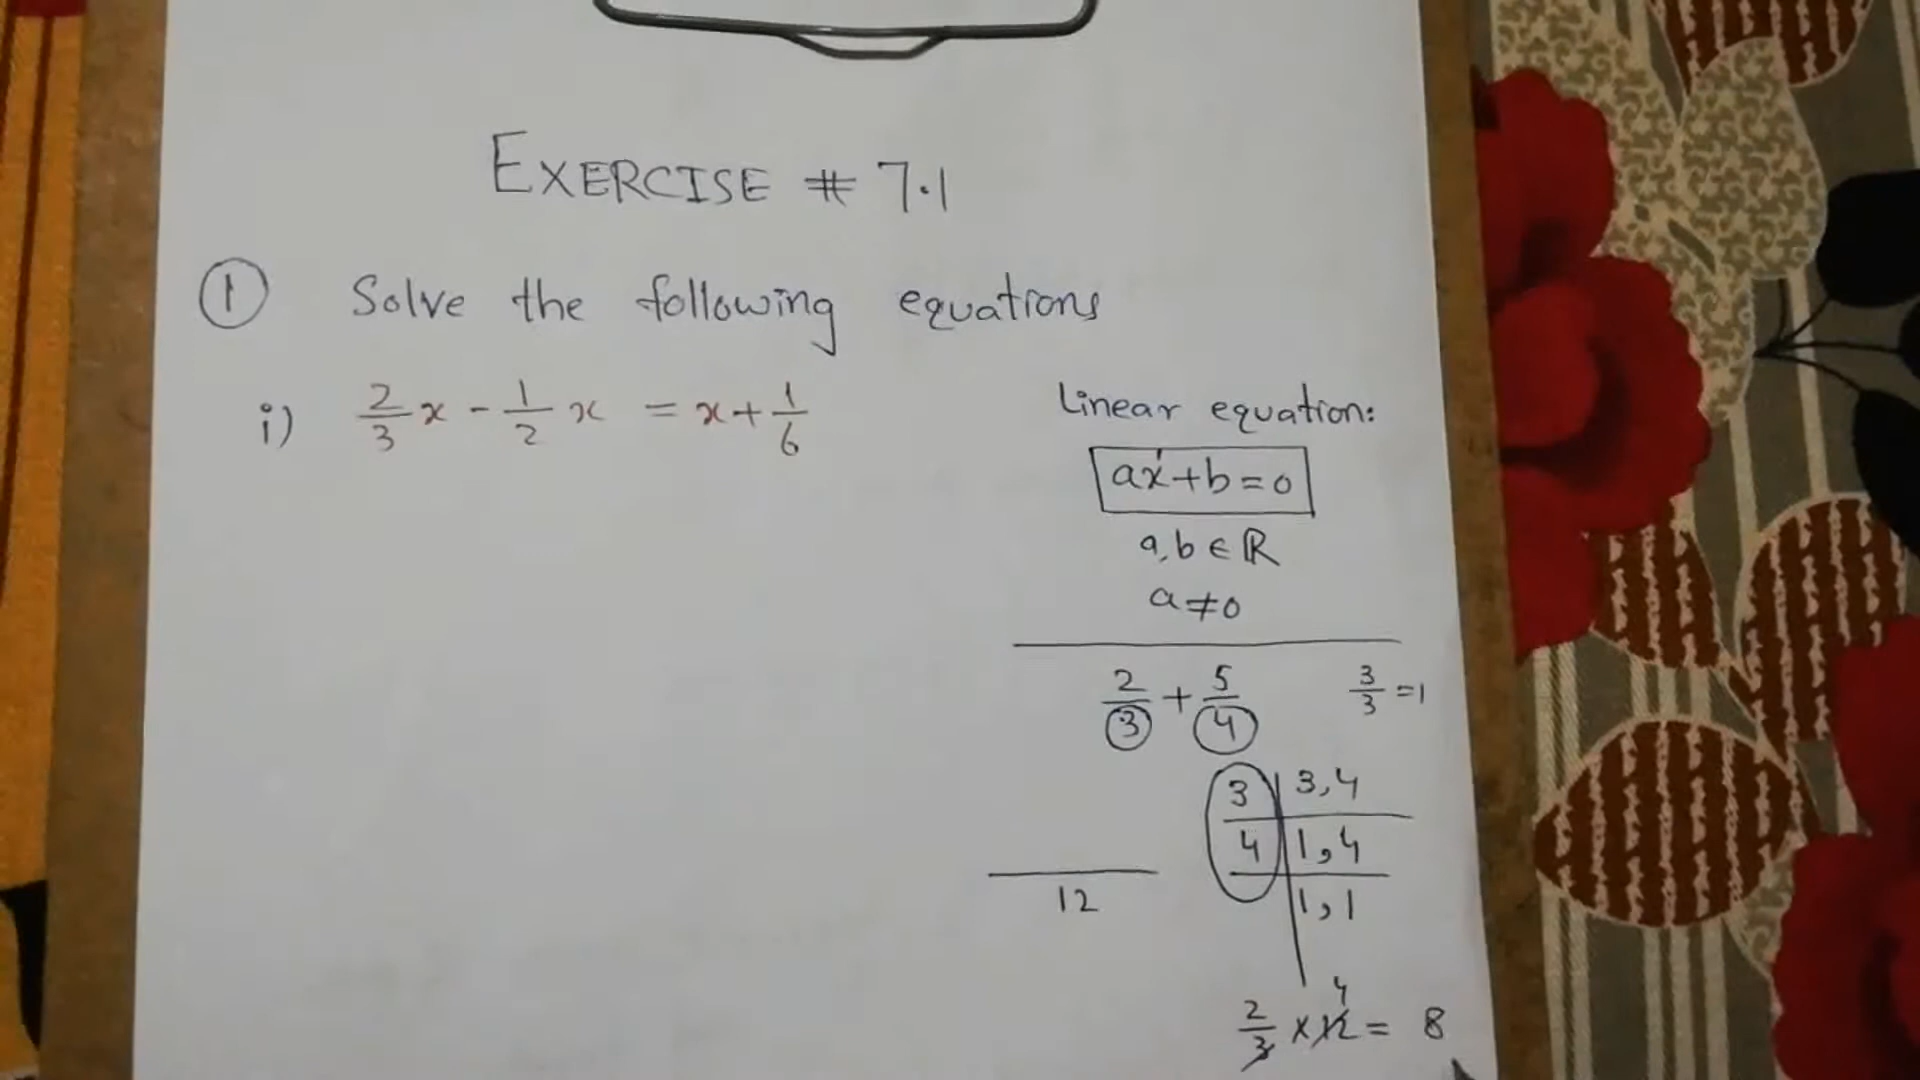 EXERCISE # 7.1
① Solve the following equations
i) 2/3 x - 1/2 x = x + 1/6
Linear equation:
ax¹+b=0
a,b ∈ ℝ
a≠0
2/3 + 5/4
3/3 =1
3 | 3,4
4 | 1,4
1,1
12
2/3 ×12 4 = 8